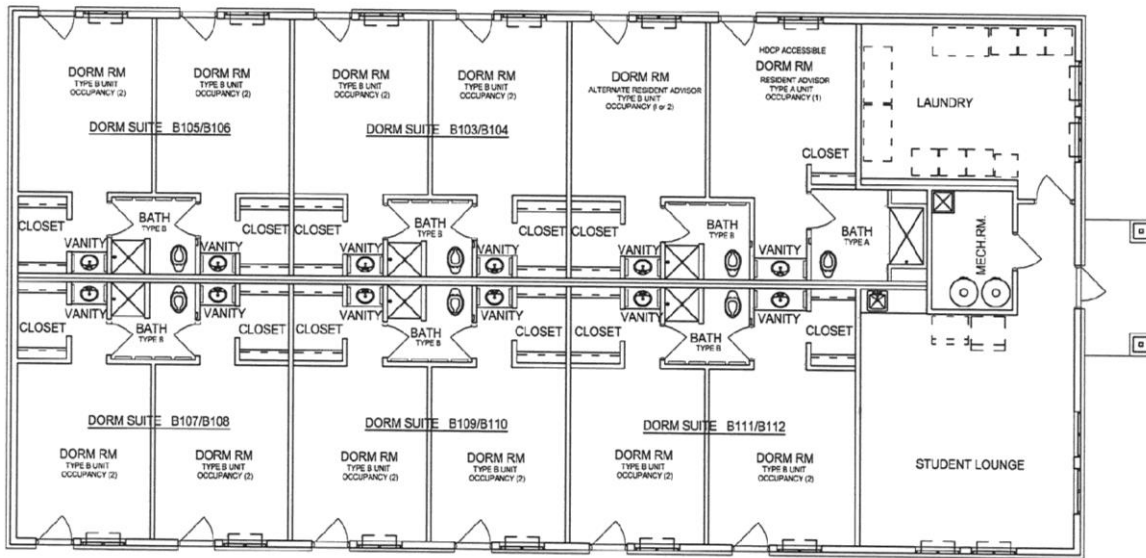 DORM RM
TYPE B UNIT
OCCUPANCY (2)
DORM RM
TYPE B UNIT
OCCUPANCY (2)
DORM SUITE B105/B106
DORM RM
TYPE B UNIT
OCCUPANCY (2)
DORM RM
TYPE B UNIT
OCCUPANCY (2)
DORM SUITE B103/B104
DORM RM
ALTERNATE RESIDENT ADVISOR
TYPE B UNIT
OCCUPANCY (1 or 2)
HDCP ACCESSIBLE
DORM RM
RESIDENT ADVISOR
TYPE A UNIT
OCCUPANCY (1)
LAUNDRY
CLOSET
CLOSET
BATH
TYPE B
VANITY
VANITY
CLOSET
CLOSET
BATH
TYPE B
VANITY
VANITY
CLOSET
CLOSET
BATH
TYPE B
VANITY
VANITY
BATH
TYPE A
MECH.RM.
CLOSET
VANITY
BATH
TYPE B
VANITY
CLOSET
CLOSET
VANITY
BATH
TYPE B
VANITY
CLOSET
CLOSET
VANITY
BATH
TYPE B
VANITY
CLOSET
DORM SUITE B107/B108
DORM RM
TYPE B UNIT
OCCUPANCY (2)
DORM RM
TYPE B UNIT
OCCUPANCY (2)
DORM SUITE B109/B110
DORM RM
TYPE B UNIT
OCCUPANCY (2)
DORM RM
TYPE B UNIT
OCCUPANCY (2)
DORM SUITE B111/B112
DORM RM
TYPE B UNIT
OCCUPANCY (2)
DORM RM
TYPE B UNIT
OCCUPANCY (2)
STUDENT LOUNGE